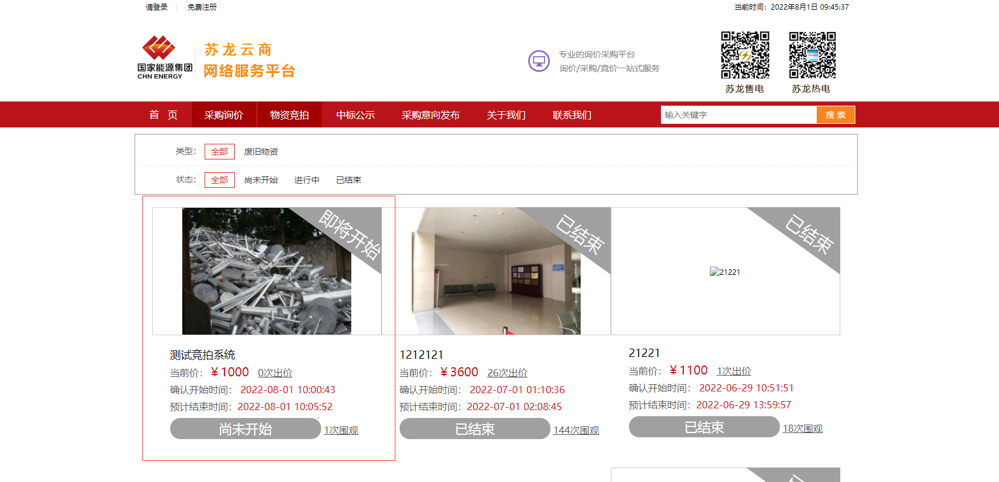 请登录 | 免费注册
当前时间：2022年8月1日 09:45:37
国家能源集团
CHN ENERGY
苏龙云商
网络服务平台
专业的询价采购平台
询价/采购/竞价一站式服务
苏龙售电
苏龙热电
首 页 采购询价 物资竞拍 中标公示 采购意向发布 关于我们 联系我们
输入关键字 搜 索
类型： 全部 废旧物资
状态： 全部 尚未开始 进行中 已结束
即将开始
测试竞拍系统
当前价：￥1000 0次出价
确认开始时间： 2022-08-01 10:00:43
预计结束时间：2022-08-01 10:05:52
尚未开始 1次围观
已结束
1212121
当前价：￥3600 26次出价
确认开始时间： 2022-07-01 01:10:36
预计结束时间：2022-07-01 02:08:45
已结束 144次围观
已结束
21221
21221
当前价：￥1100 1次出价
确认开始时间： 2022-06-29 10:51:51
预计结束时间：2022-06-29 13:59:57
已结束 18次围观